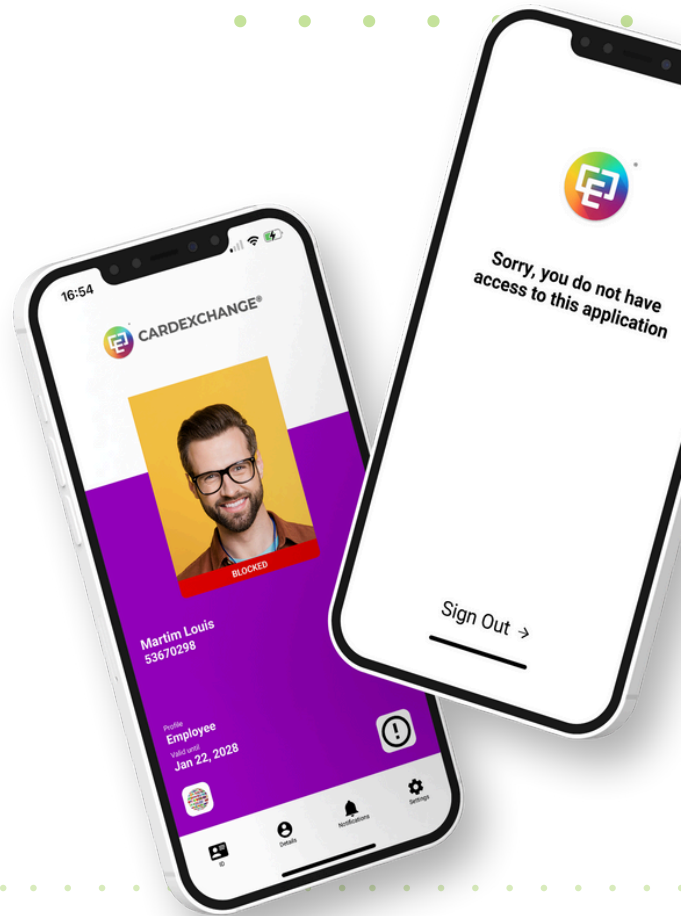 16:54
CARDEXCHANGE®
BLOCKED
Martim Louis
53670298
Profile
Employee
Valid until
Jan 22, 2028
ID
Details
Notifications
Settings
Sorry, you do not have
access to this application
Sign Out →